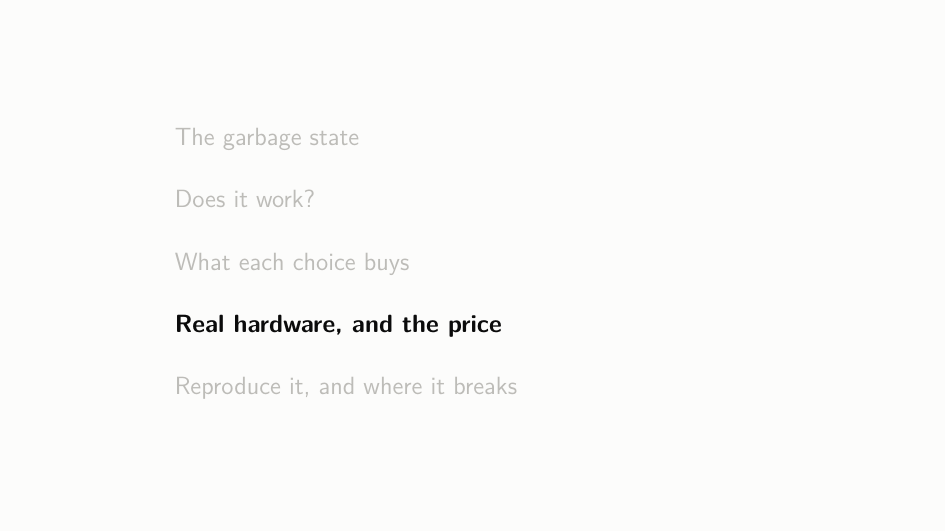 The garbage state
Does it work?
What each choice buys
Real hardware, and the price
Reproduce it, and where it breaks